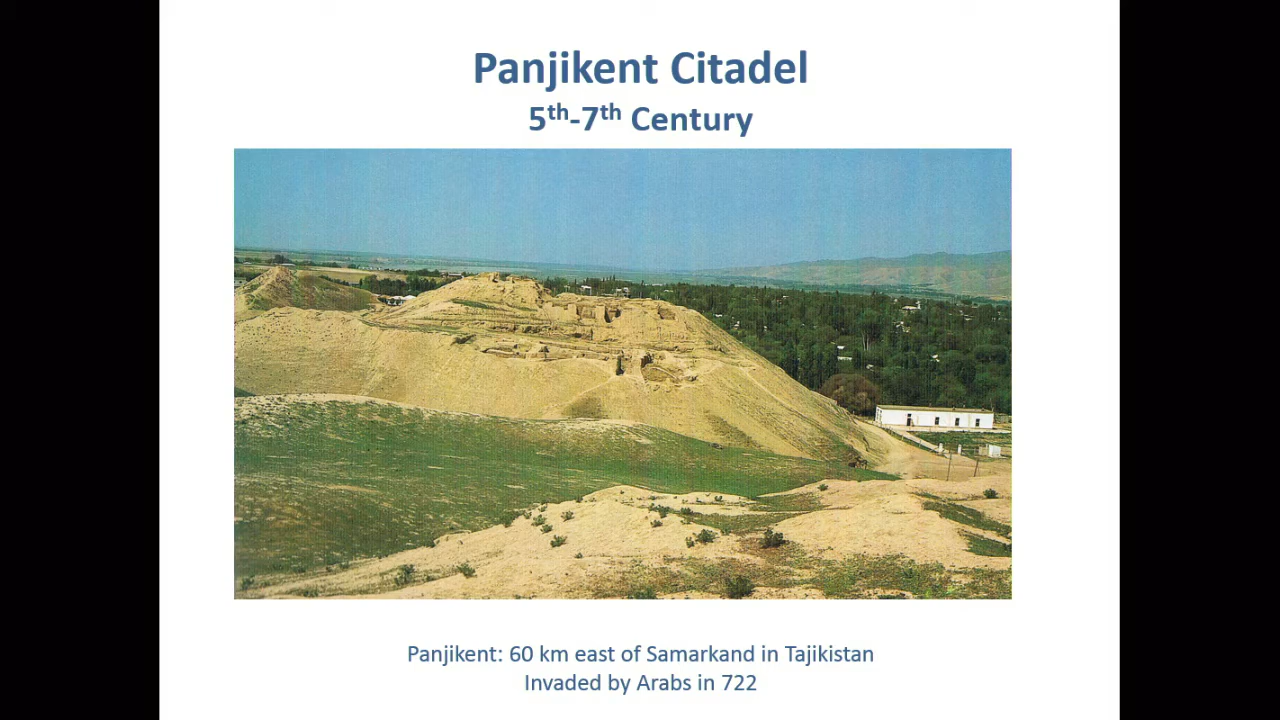 Panjikent Citadel
5th-7th Century
Panjikent: 60 km east of Samarkand in Tajikistan
Invaded by Arabs in 722